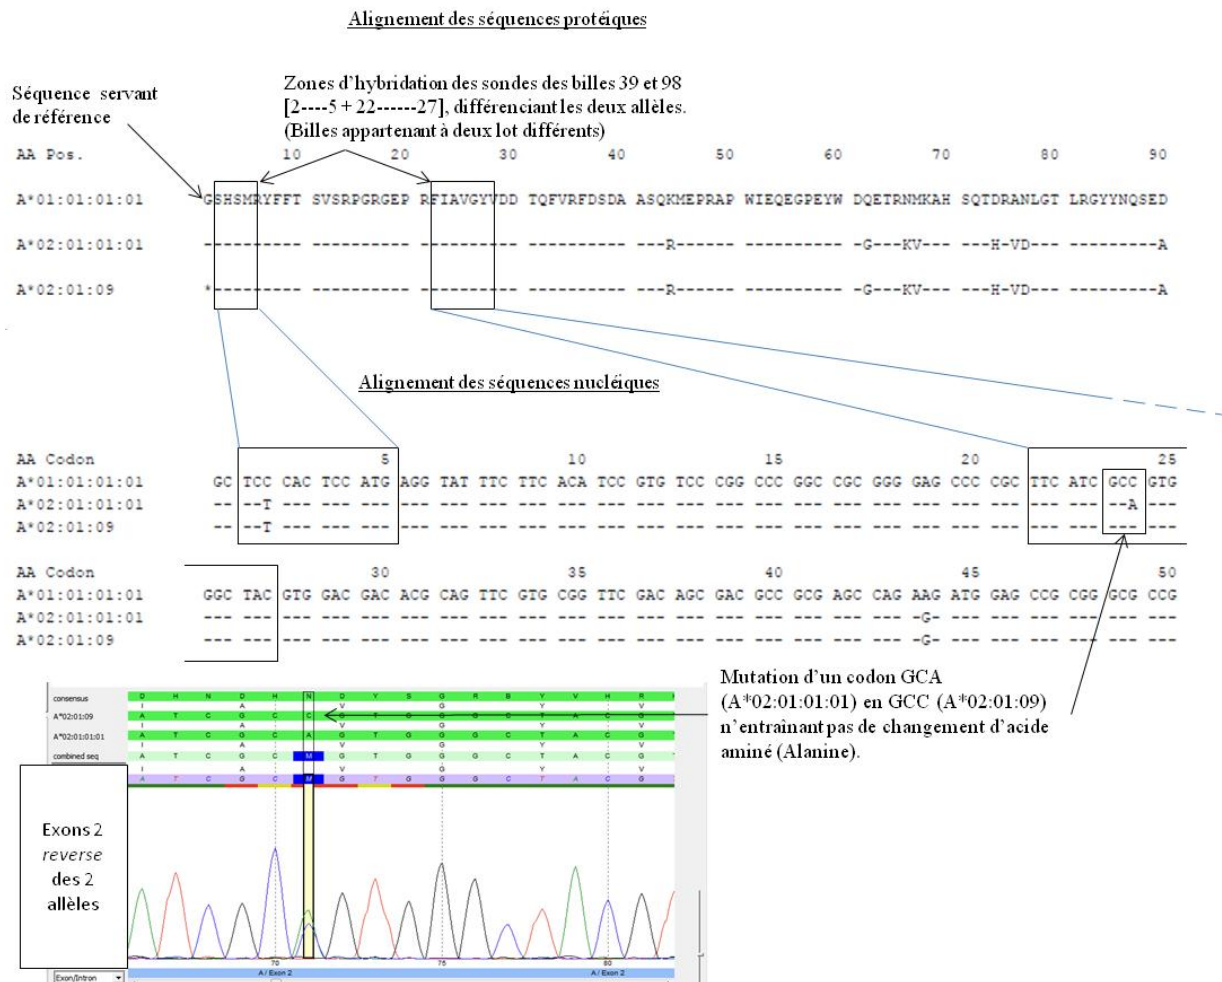 Alignement des séquences protéiques
Séquence servant
de référence
Zones d'hybridation des sondes des billes 39 et 98
[2----5 + 22------27], différenciant les deux allèles.
(Billes appartenant à deux lot différents)
AA Pos. 10 20 30 40 50 60 70 80 90
A*01:01:01:01 GSHSMRYFFT SVSRPGRGEP RFIAVGYVDD TQFVRFDSDA ASQKMEPRAP WIEQEGPEYW DQETRNMKAH SQTDRANLGT LRGYYNQSED
A*02:01:01:01 ---------- ---------- ---------- ---------- ---R------ ---------- -G---KV--- ---H-VD--- ---------A
A*02:01:09 *--------- ---------- ---------- ---------- ---R------ ---------- -G---KV--- ---H-VD--- ---------A
Alignement des séquences nucléiques
AA Codon 5 10 15 20 25
A*01:01:01:01 GC TCC CAC TCC ATG AGG TAT TTC TTC ACA TCC GTG TCC CGG CCC GGC CGC GGG GAG CCC CGC TTC ATC GCC GTG
A*02:01:01:01 -- --T --- --- --- --- --- --- --- --- --- --- --- --- --- --- --- --- --- --- --- --- --- --A ---
A*02:01:09 -- --T --- --- --- --- --- --- --- --- --- --- --- --- --- --- --- --- --- --- --- --- --- --- ---
AA Codon 30 35 40 45 50
A*01:01:01:01 GGC TAC GTG GAC GAC ACG CAG TTC GTG CGG TTC GAC AGC GAC GCC GCG AGC CAG AAG ATG GAG CCG CGG GCG CCG
A*02:01:01:01 --- --- --- --- --- --- --- --- --- --- --- --- --- --- --- --- --- --- -G- --- --- --- --- --- ---
A*02:01:09 --- --- --- --- --- --- --- --- --- --- --- --- --- --- --- --- --- --- -G- --- --- --- --- --- ---
Mutation d'un codon GCA
(A*02:01:01:01) en GCC (A*02:01:09)
n'entraînant pas de changement d'acide
aminé (Alanine).
consensus D H N D H N D Y S G R B Y V H R
I A V G Y V
A*02:01:09 A T C G C C G T G G G C T A C G
I A V G Y V
A*02:01:01:01 A T C G C A G T G G G C T A C G
I A V G Y V
combined seq A T C G C M G T G G G C T A C G T
I A V G Y V
A T C G C M G T G G G C T A C G
Exons 2
reverse
des 2
allèles
70 75 80
A / Exon 2 A / Exon 2
Exon/Intron